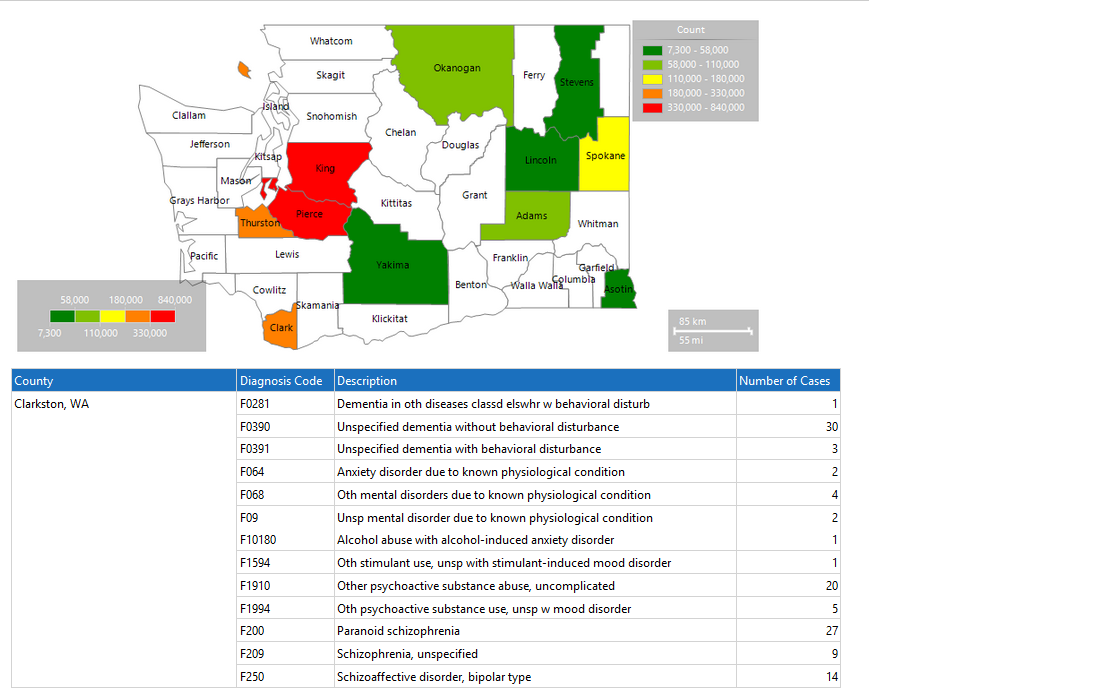 Count
7,300 - 58,000
58,000 - 110,000
110,000 - 180,000
180,000 - 330,000
330,000 - 840,000
Whatcom
Okanogan
Skagit
Ferry
Stevens
Island
Clallam
Snohomish
Chelan
Jefferson
Douglas
Kitsap
Lincoln
Spokane
King
Mason
Grant
Grays Harbor
Kittitas
Pierce
Adams
Thurston
Whitman
Pacific
Lewis
Franklin
Yakima
Garfield
Columbia
Benton
Walla Walla
Asotin
Cowlitz
Skamania
Klickitat
Clark
58,000 180,000 840,000
7,300 110,000 330,000
85 km
55 mi
County Diagnosis Code Description Number of Cases
Clarkston, WA F0281 Dementia in oth diseases classd elswhr w behavioral disturb 1
F0390 Unspecified dementia without behavioral disturbance 30
F0391 Unspecified dementia with behavioral disturbance 3
F064 Anxiety disorder due to known physiological condition 2
F068 Oth mental disorders due to known physiological condition 4
F09 Unsp mental disorder due to known physiological condition 2
F10180 Alcohol abuse with alcohol-induced anxiety disorder 1
F1594 Oth stimulant use, unsp with stimulant-induced mood disorder 1
F1910 Other psychoactive substance abuse, uncomplicated 20
F1994 Oth psychoactive substance use, unsp w mood disorder 5
F200 Paranoid schizophrenia 27
F209 Schizophrenia, unspecified 9
F250 Schizoaffective disorder, bipolar type 14